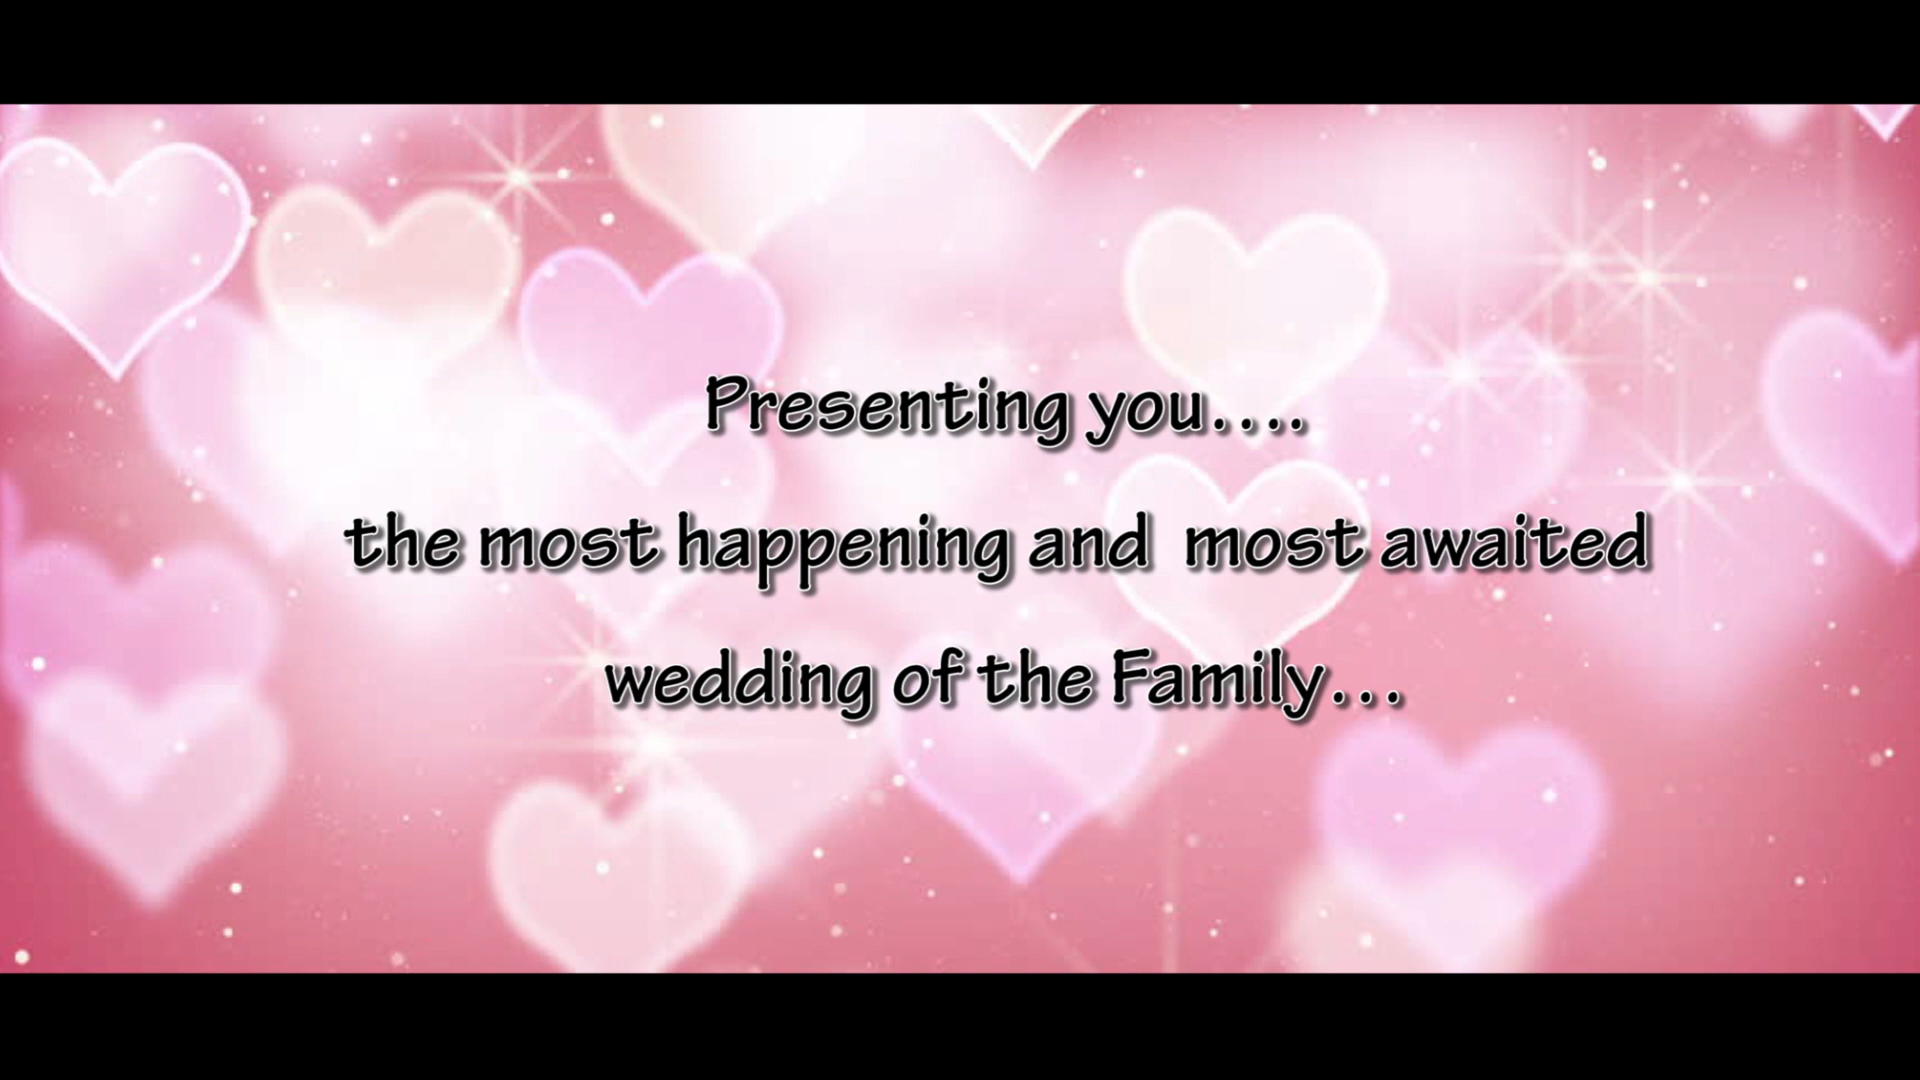 Presenting you....
the most happening and  most awaited
wedding of the Family...